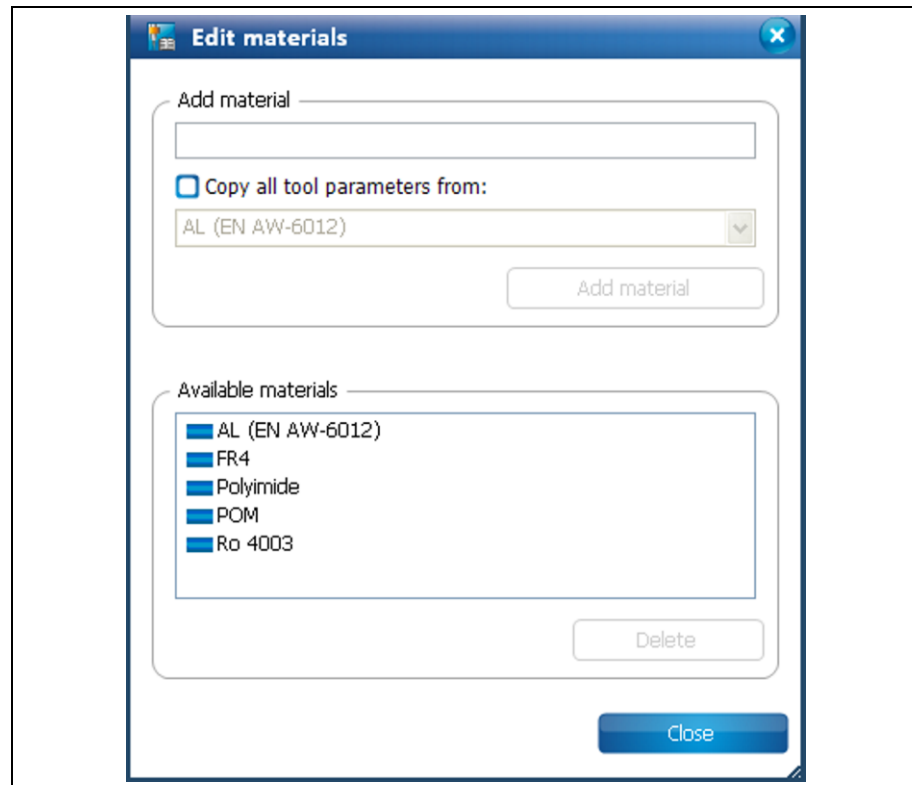 Edit materials
Add material
Copy all tool parameters from:
AL (EN AW-6012)
Add material
Available materials
AL (EN AW-6012)
FR4
Polyimide
POM
Ro 4003
Delete
Close